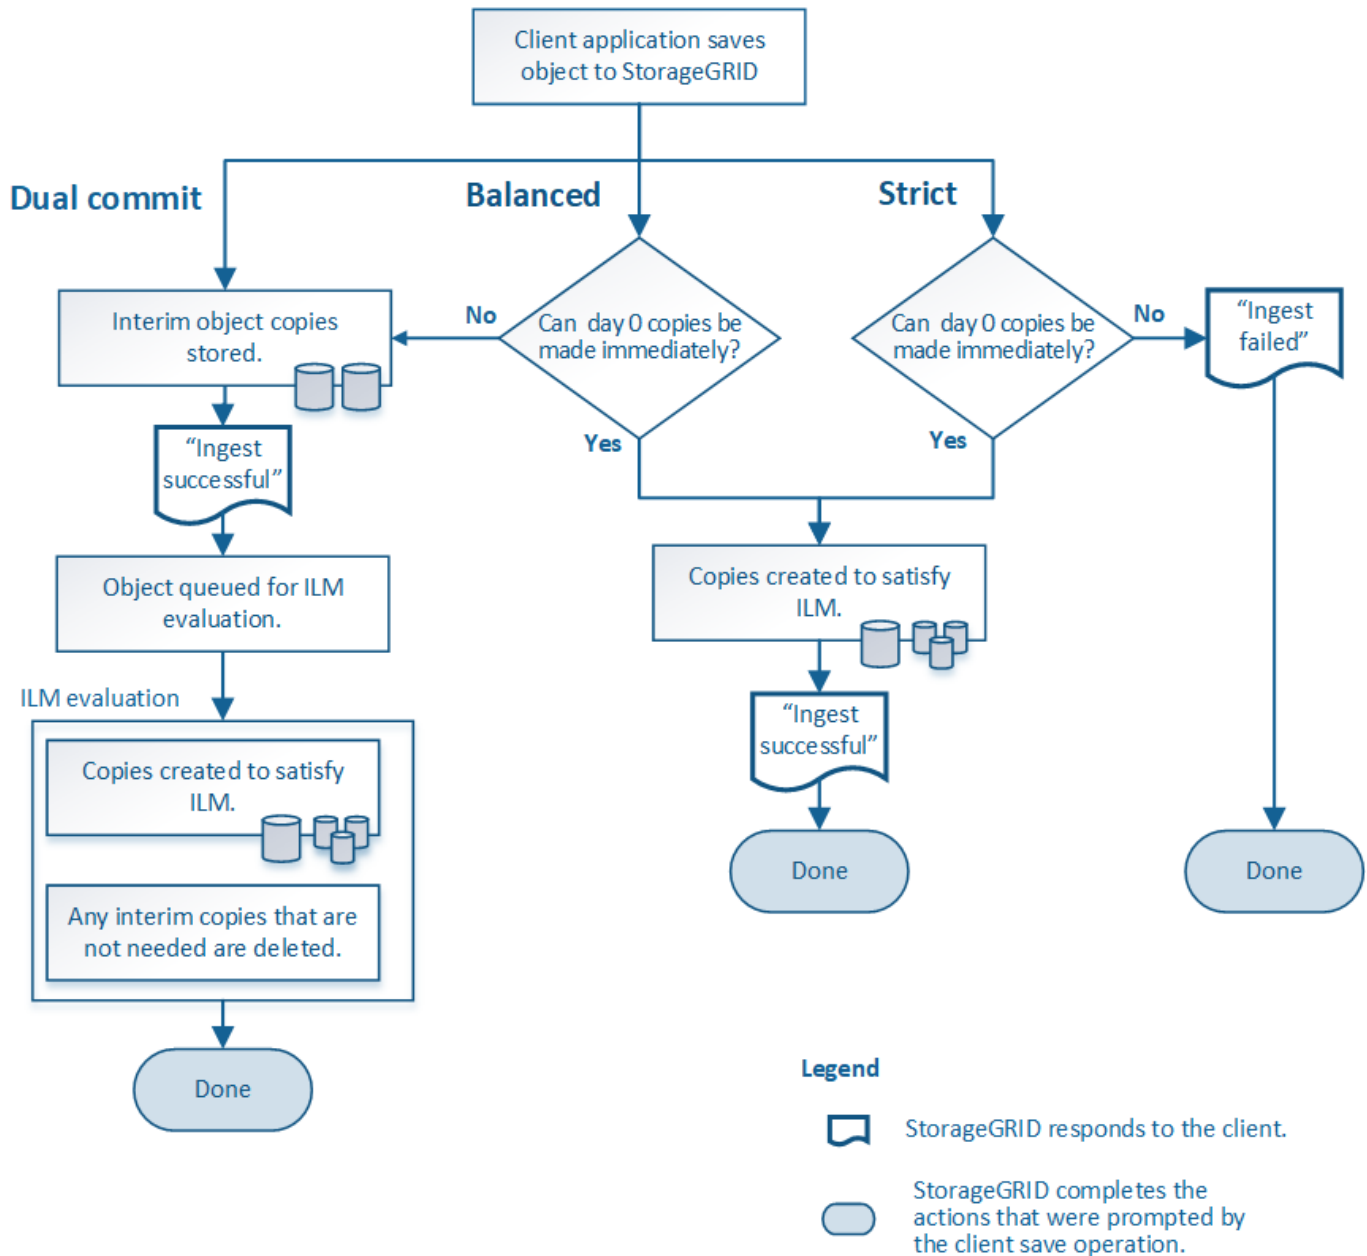 Client application saves
object to StorageGRID
Dual commit
Balanced
Strict
Interim object copies
stored.
No
Can day 0 copies be
made immediately?
Can day 0 copies be
made immediately?
No
“Ingest
failed”
Yes
Yes
“Ingest
successful”
Object queued for ILM
evaluation.
Copies created to satisfy
ILM.
ILM evaluation
“Ingest
successful”
Copies created to satisfy
ILM.
Any interim copies that are
not needed are deleted.
Done
Done
Done
Legend
StorageGRID responds to the client.
StorageGRID completes the
actions that were prompted by
the client save operation.